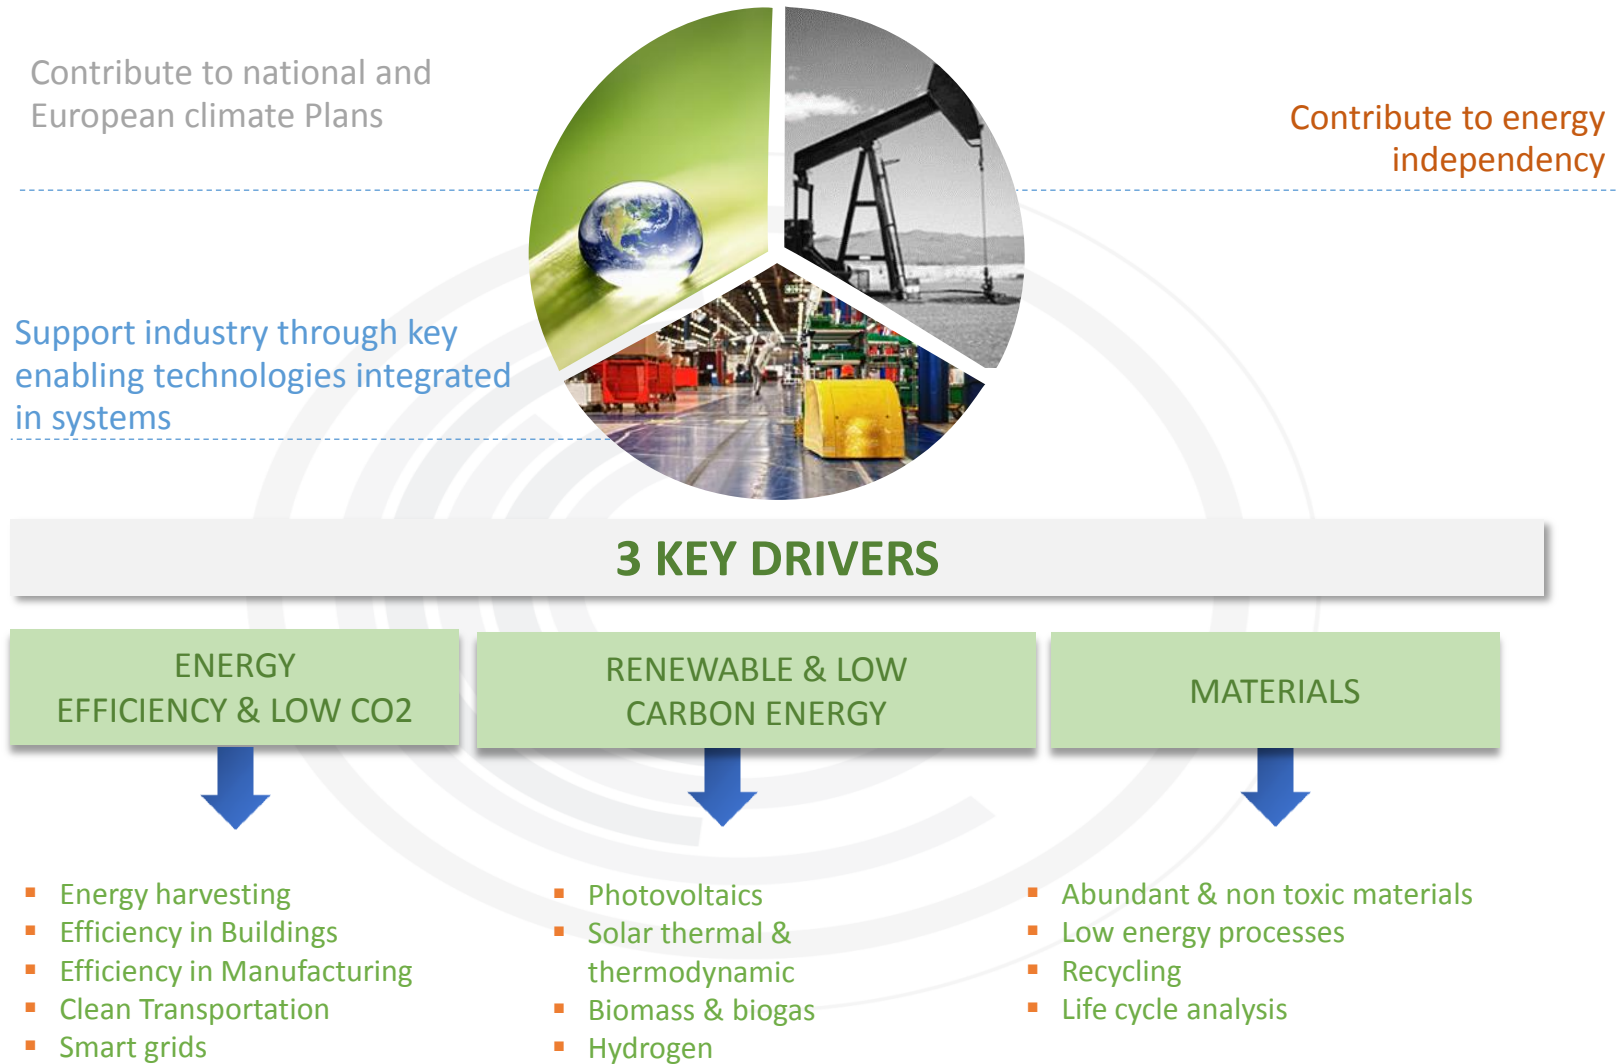 Contribute to national and
European climate Plans
Contribute to energy
independency
Support industry through key
enabling technologies integrated
in systems
3 KEY DRIVERS
ENERGY
EFFICIENCY & LOW CO2
RENEWABLE & LOW
CARBON ENERGY
MATERIALS
▪ Energy harvesting
▪ Efficiency in Buildings
▪ Efficiency in Manufacturing
▪ Clean Transportation
▪ Smart grids
▪ Photovoltaics
▪ Solar thermal &
thermodynamic
▪ Biomass & biogas
▪ Hydrogen
▪ Abundant & non toxic materials
▪ Low energy processes
▪ Recycling
▪ Life cycle analysis